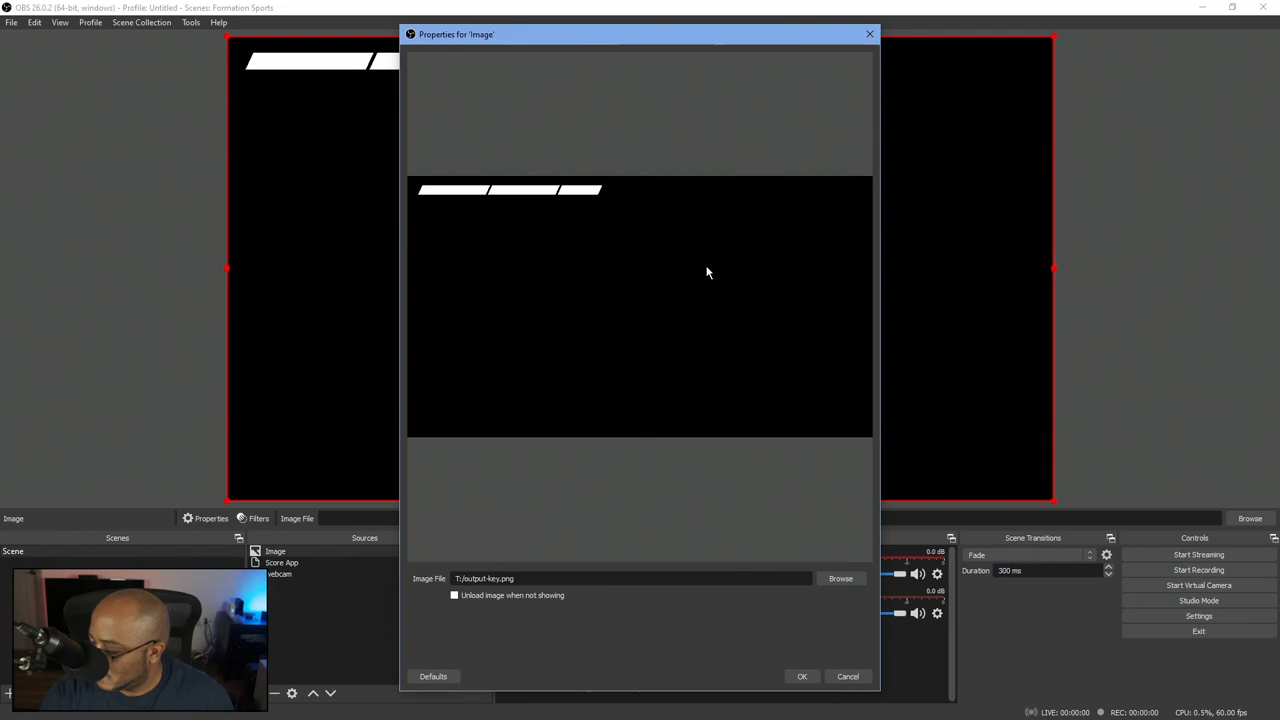 OBS 26.0.2 (64-bit, windows) - Profile: Untitled - Scenes: Formation Sports
File Edit View Profile Scene Collection Tools Help
Properties for 'Image'
Image File T:/output-key.png Browse
Unload image when not showing
Defaults OK Cancel
Image Properties Filters Image File Browse
Scenes Sources Scene Transitions Controls
Scene
Image
Score App
webcam
0.0 dB
0.0 dB
Fade
Duration 300 ms
Start Streaming
Start Recording
Start Virtual Camera
Studio Mode
Settings
Exit
LIVE: 00:00:00 REC: 00:00:00 CPU: 0.5%, 60.00 fps